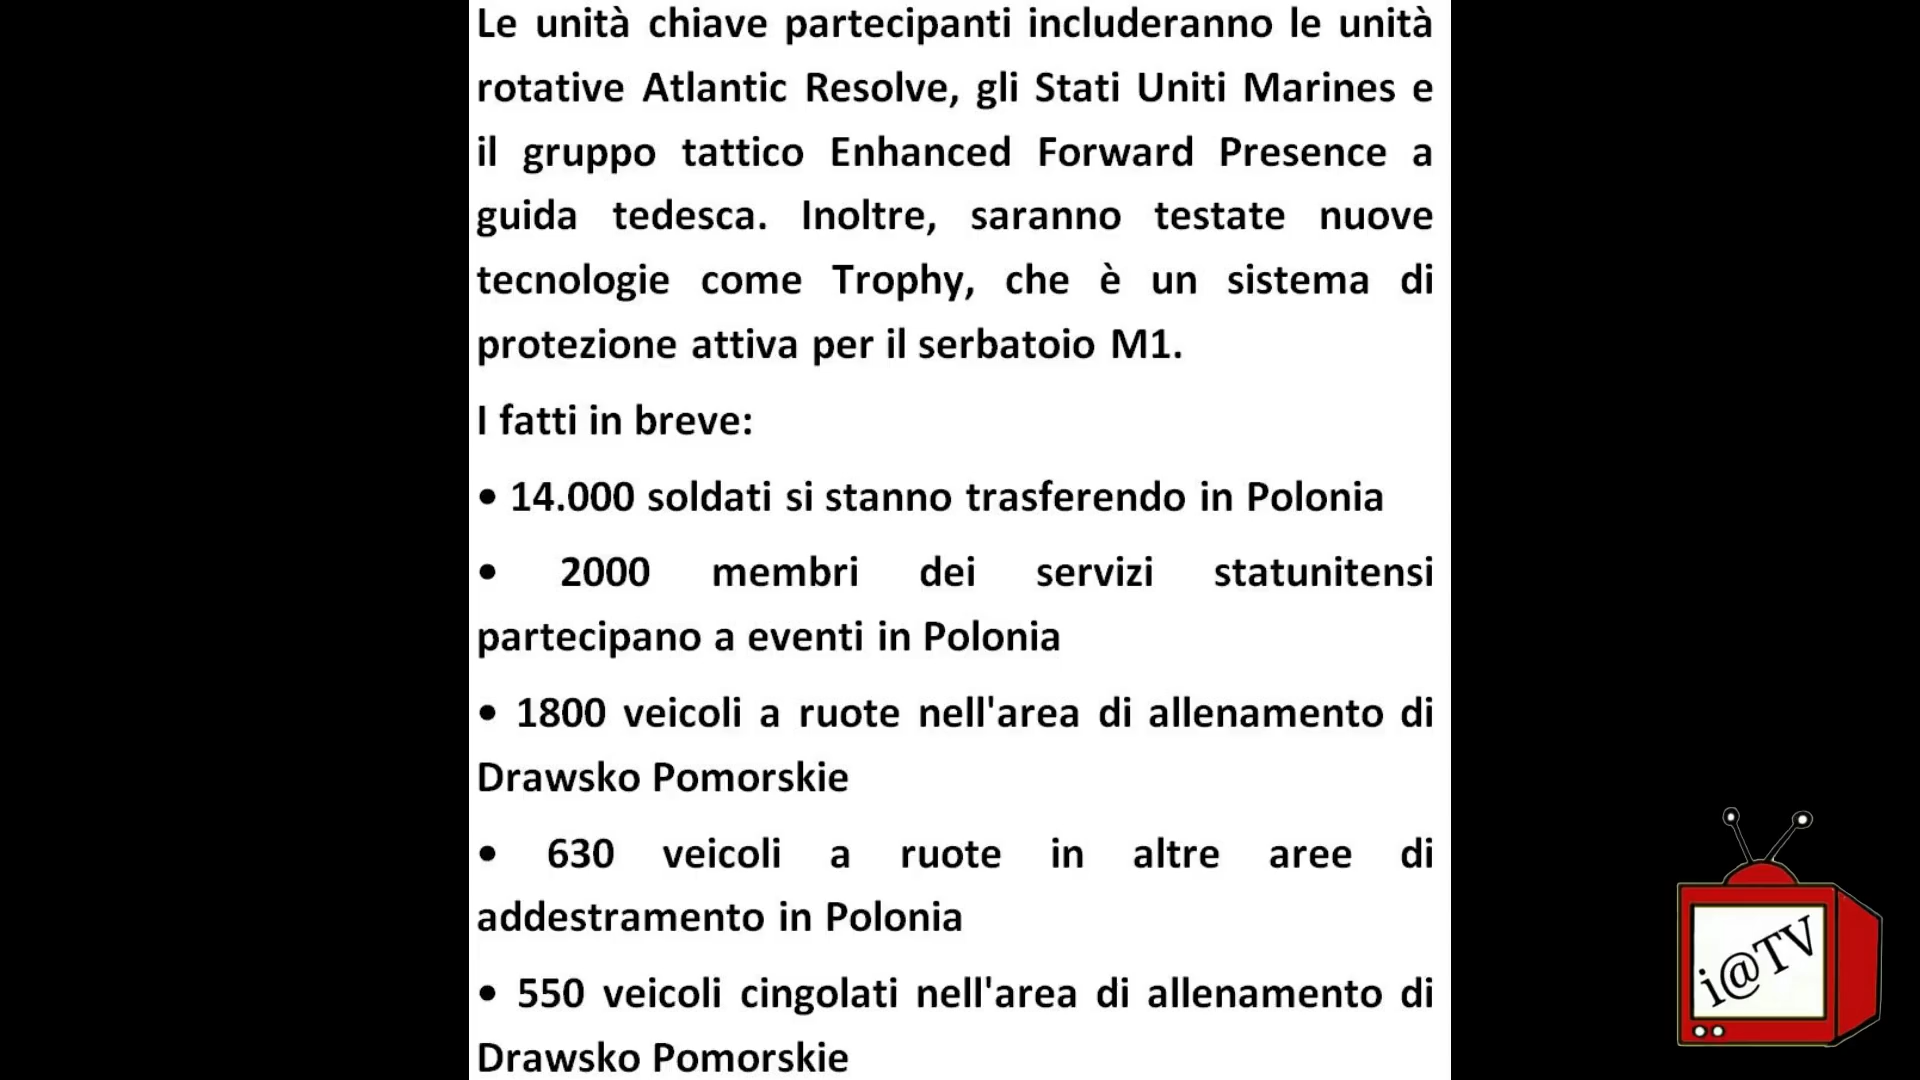 Le unità chiave partecipanti includeranno le unità
rotative Atlantic Resolve, gli Stati Uniti Marines e
il gruppo tattico Enhanced Forward Presence a
guida tedesca. Inoltre, saranno testate nuove
tecnologie come Trophy, che è un sistema di
protezione attiva per il serbatoio M1.
I fatti in breve:
• 14.000 soldati si stanno trasferendo in Polonia
• 2000 membri dei servizi statunitensi
partecipano a eventi in Polonia
• 1800 veicoli a ruote nell'area di allenamento di
Drawsko Pomorskie
• 630 veicoli a ruote in altre aree di
addestramento in Polonia
• 550 veicoli cingolati nell'area di allenamento di
Drawsko Pomorskie
i@TV